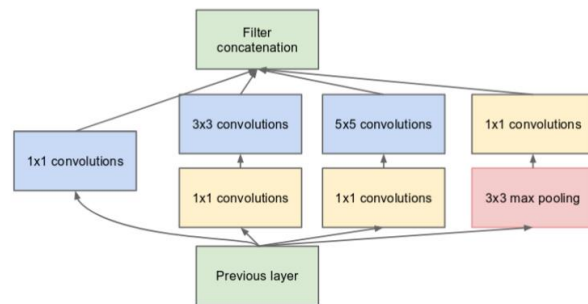 Filter
concatenation
3x3 convolutions
5x5 convolutions
1x1 convolutions
1x1 convolutions
1x1 convolutions
1x1 convolutions
3x3 max pooling
Previous layer